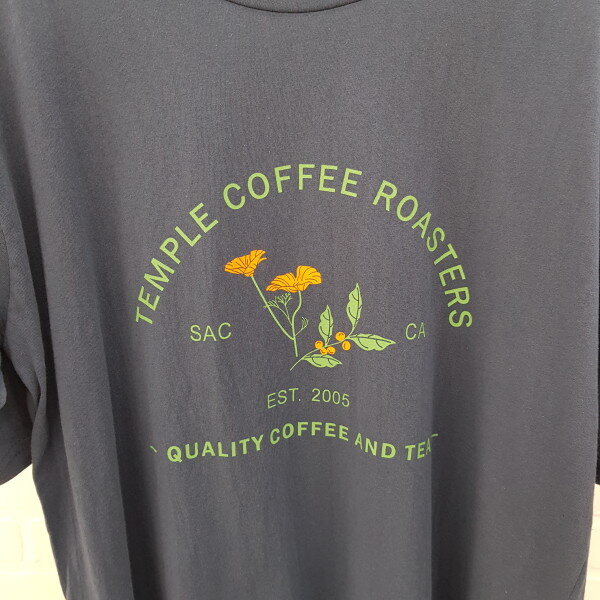 TEMPLE COFFEE ROASTERS
SAC CA
EST. 2005
QUALITY COFFEE AND TEA